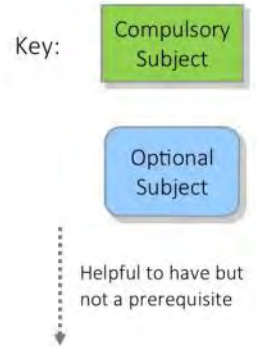 Key:
Compulsory
Subject
Optional
Subject
Helpful to have but
not a prerequisite